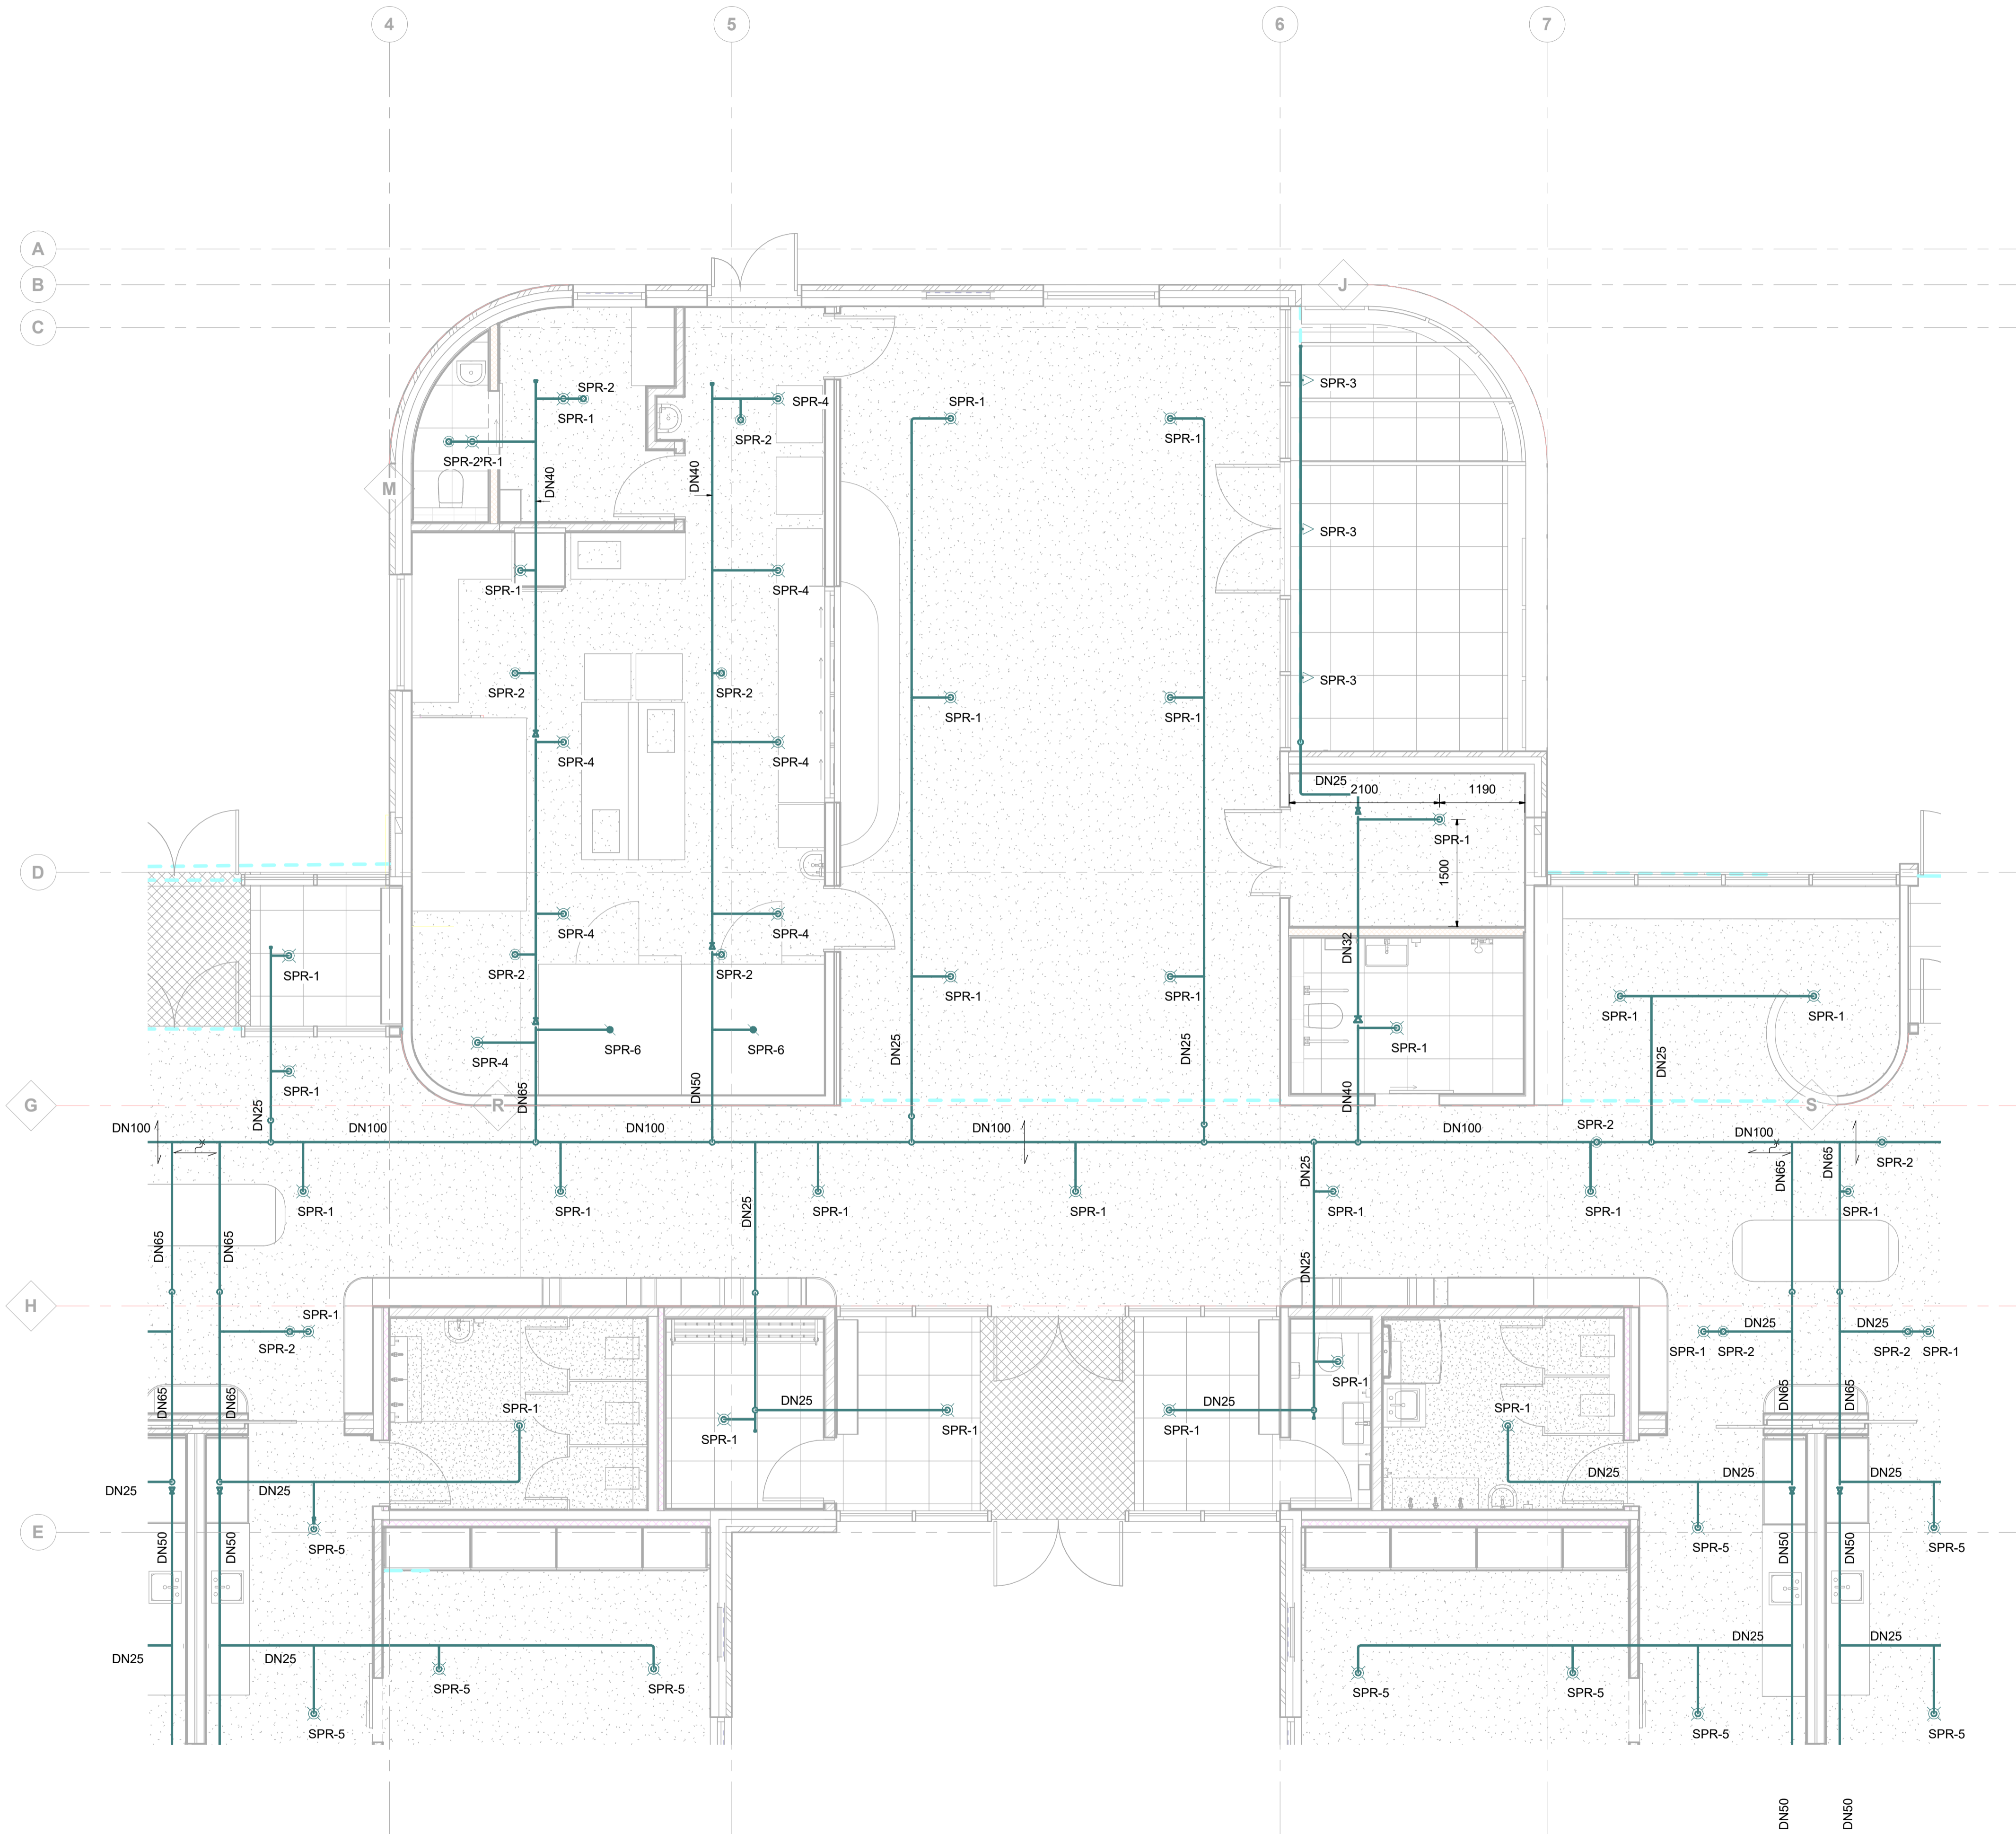 4 5 6 7
A
B
J
C
SPR-3
SPR-2 SPR-4
SPR-1 SPR-1
SPR-2 SPR-1
SPR-2
M DN40 DN40
SPR-3
SPR-1 SPR-4
SPR-2 SPR-2 SPR-3
SPR-1 SPR-1
SPR-4 SPR-4
DN25
2100 1190
SPR-1
D 1500
SPR-4 SPR-4
SPR-1 SPR-2 SPR-2 DN32
SPR-1 SPR-1 SPR-1 SPR-1
SPR-4 SPR-6 SPR-6 DN25 DN25 SPR-1 DN25
SPR-1
G DN25 R DN65 DN50 DN40 S
DN100 DN100 DN100 DN100 DN100 SPR-2 DN100
SPR-2
DN25 DN65 DN65
SPR-1 SPR-1 DN25 SPR-1 SPR-1 SPR-1 SPR-1 SPR-1
DN65 DN65
DN25
H
SPR-1
SPR-2 DN25 DN25
SPR-1 SPR-2 SPR-2 SPR-1
SPR-1
DN65 DN65 DN65 DN65
SPR-1 DN25 DN25 SPR-1
SPR-1 SPR-1 SPR-1
DN25 DN25 DN25 DN25 DN25
E
DN50 DN50 SPR-5 SPR-5 DN50 DN50 SPR-5
DN25 DN25 DN25 DN25
SPR-5 SPR-5 SPR-5 SPR-5
SPR-5 SPR-5 SPR-5
DN50 DN50